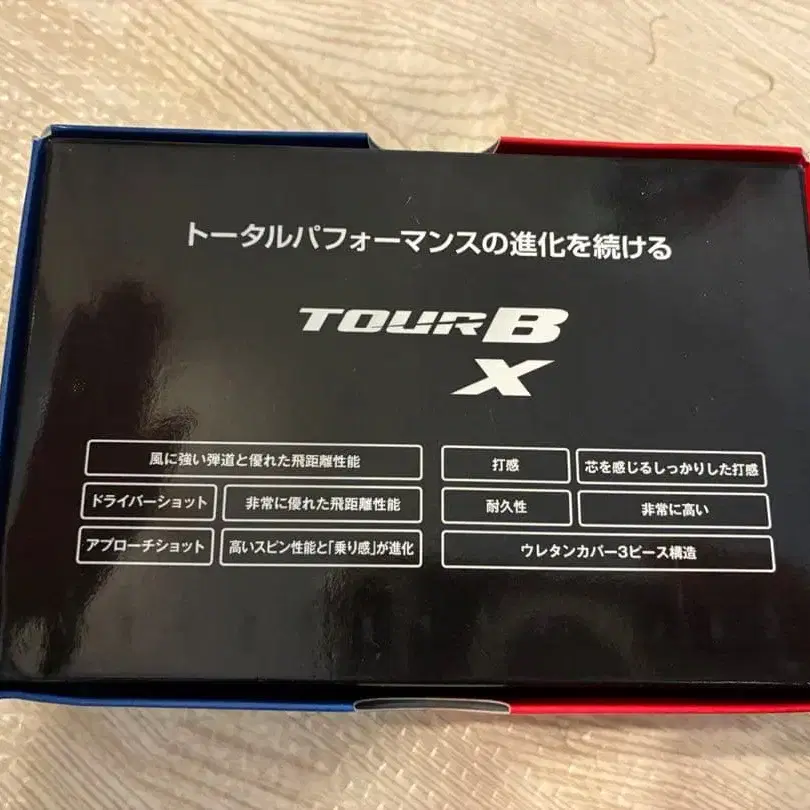 トータルパフォーマンスの進化を続ける
TOURB
X
風に強い弾道と優れた飛距離性能
ドライバーショット 非常に優れた飛距離性能
アプローチショット 高いスピン性能と「乗り感」が進化
打感 芯を感じるしっかりした打感
耐久性 非常に高い
ウレタンカバー3ピース構造